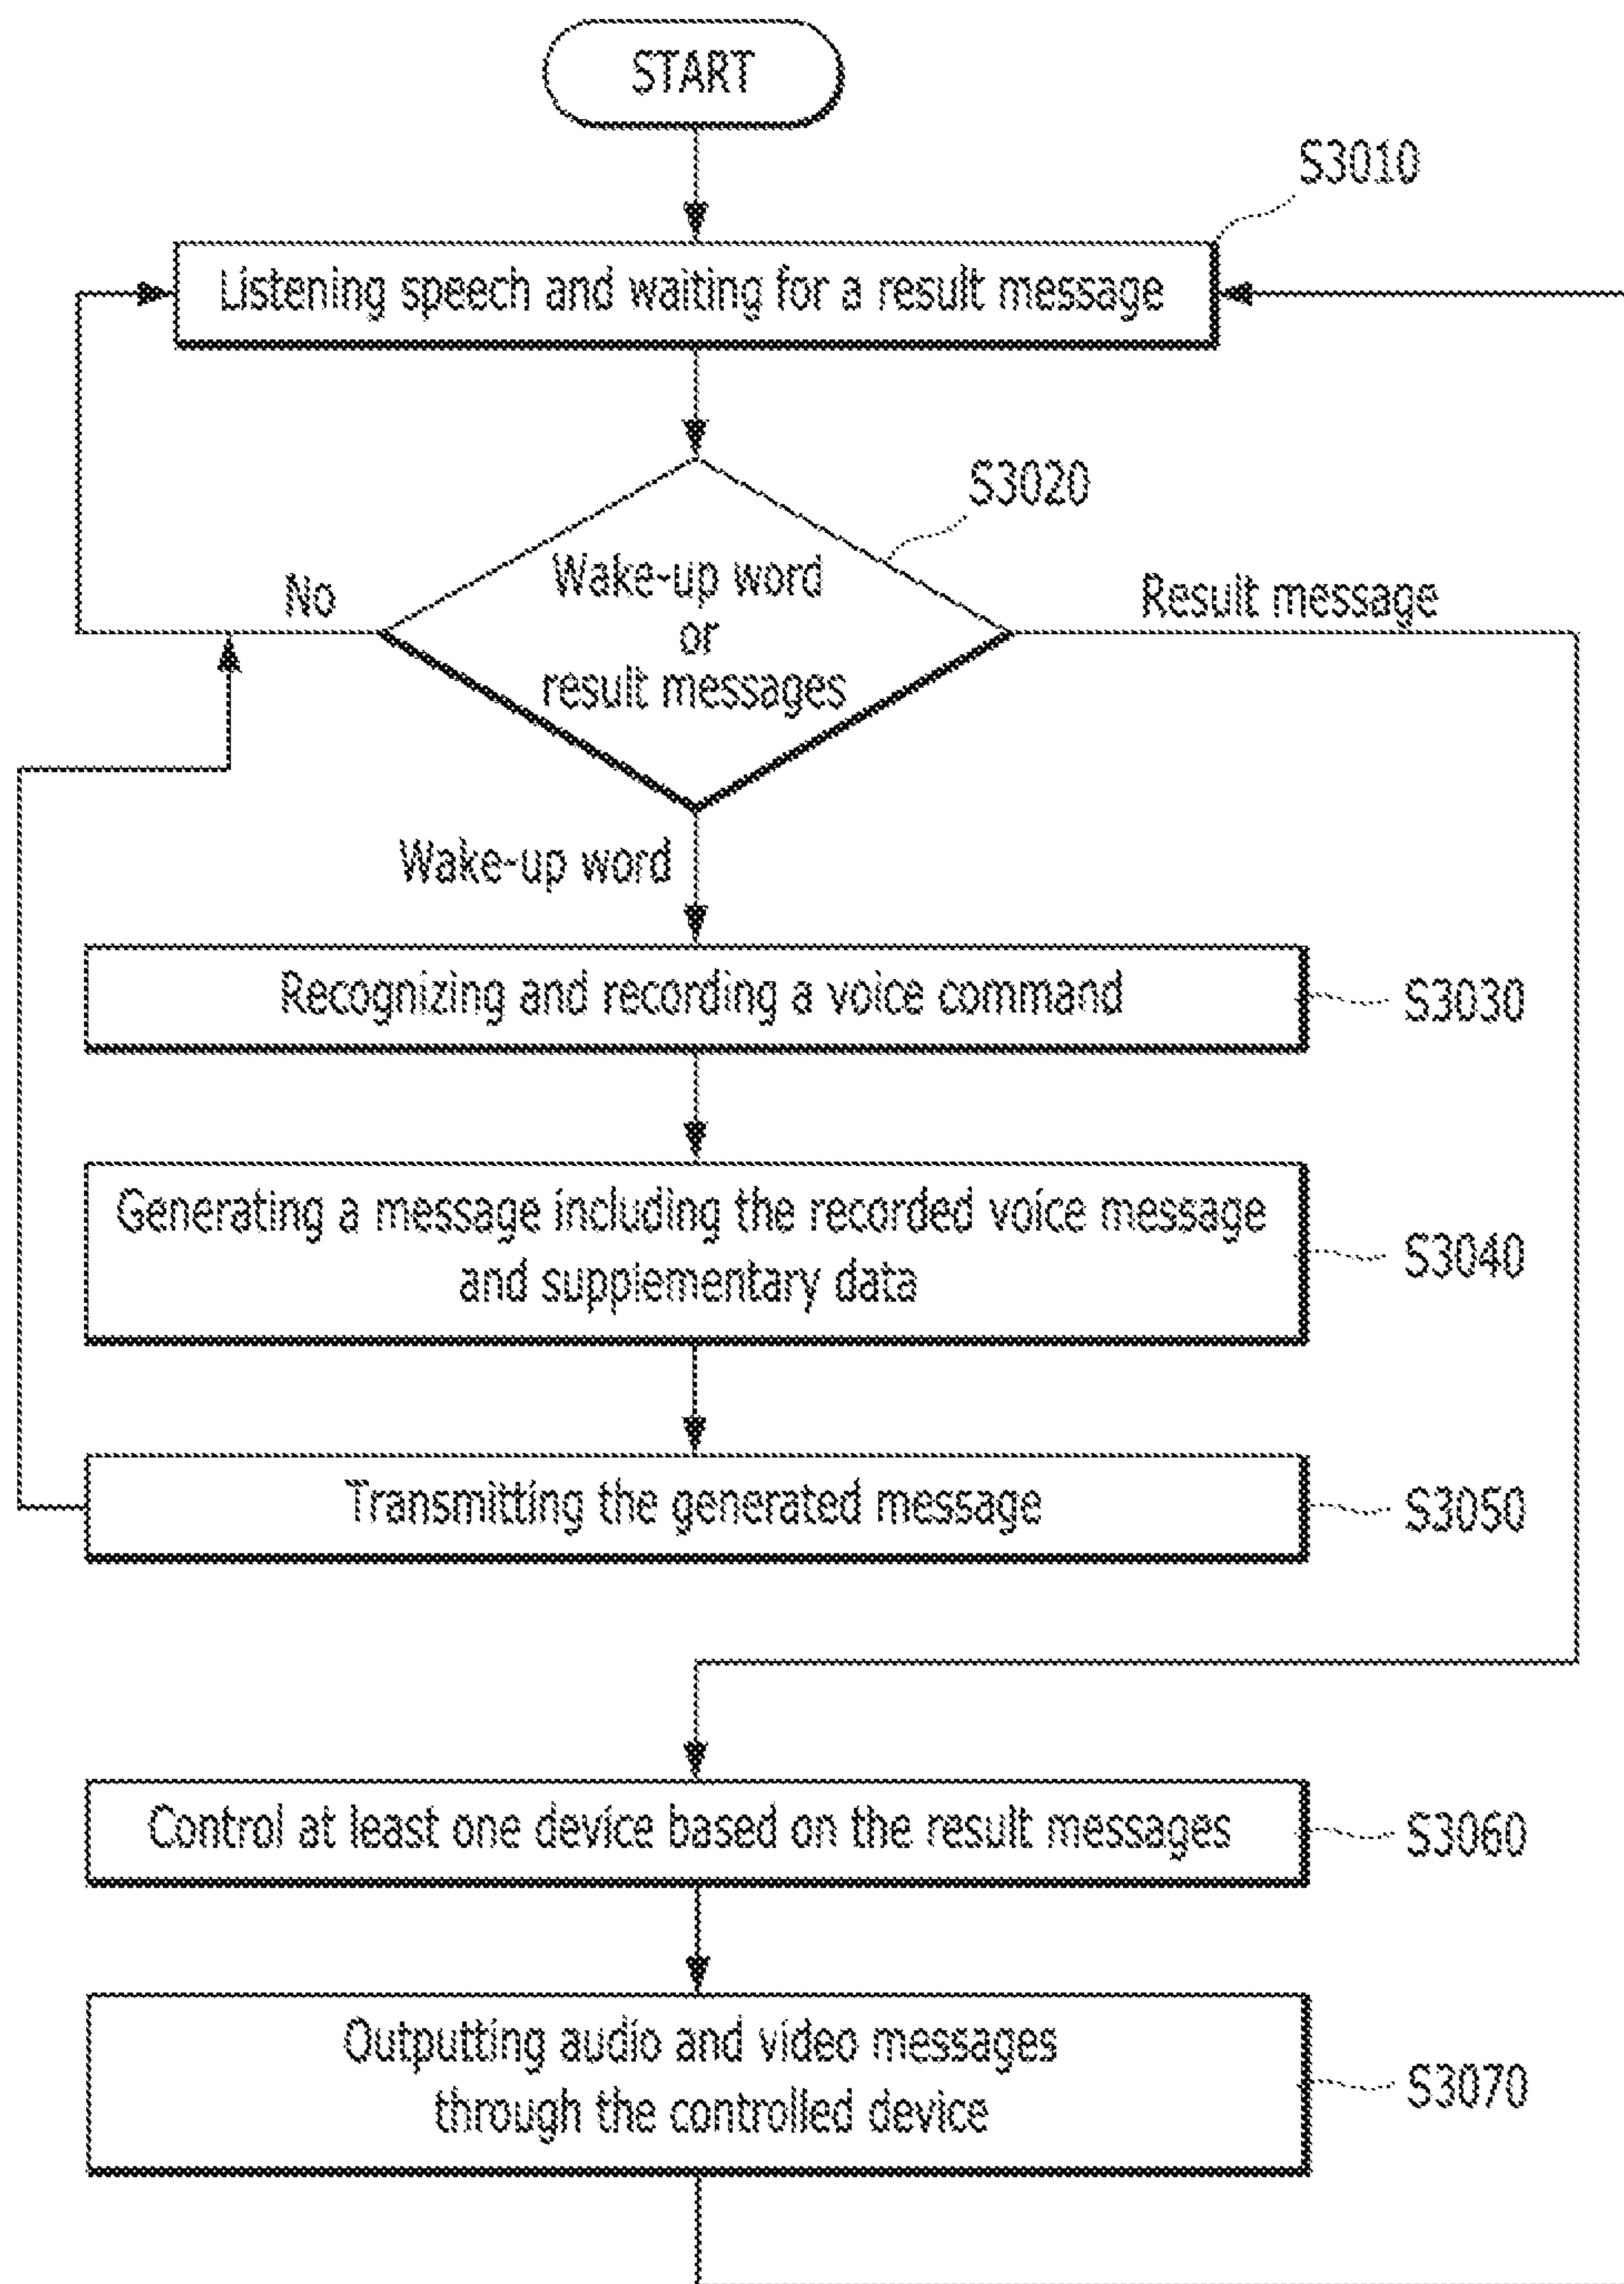 START
S3010
Listening speech and waiting for a result message
S3020
Wake-up word
or
result messages
No
Result message
Wake-up word
Recognizing and recording a voice command
S3030
Generating a message including the recorded voice message
and supplementary data
S3040
Transmitting the generated message
S3050
Control at least one device based on the result messages
S3060
Outputting audio and video messages
through the controlled device
S3070